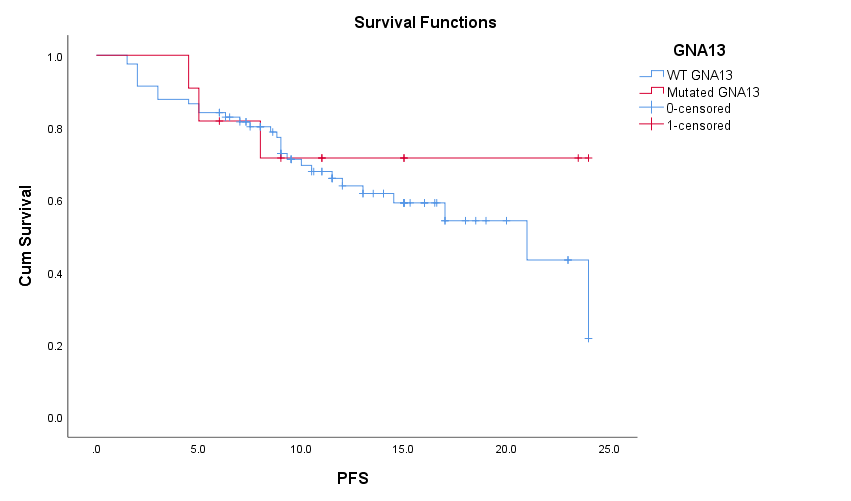 Survival Functions
GNA13
WT GNA13
Mutated GNA13
0-censored
1-censored
Cum Survival
1.0
0.8
0.6
0.4
0.2
0.0
.0 5.0 10.0 15.0 20.0 25.0
PFS